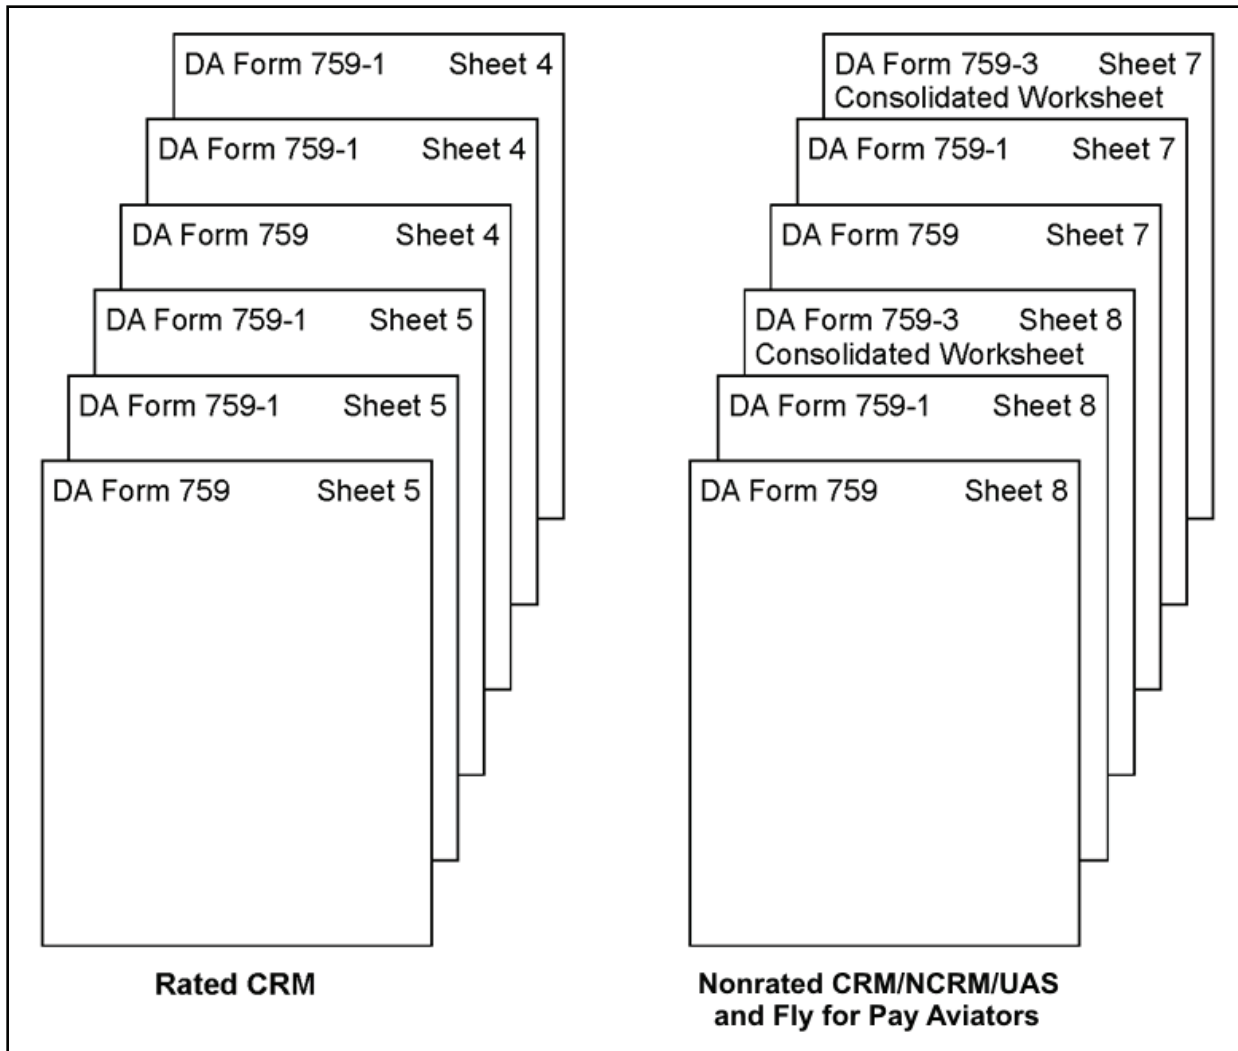 DA Form 759-1 Sheet 4
DA Form 759-1 Sheet 4
DA Form 759 Sheet 4
DA Form 759-1 Sheet 5
DA Form 759-1 Sheet 5
DA Form 759 Sheet 5
Rated CRM
DA Form 759-3 Sheet 7
Consolidated Worksheet
DA Form 759-1 Sheet 7
DA Form 759 Sheet 7
DA Form 759-3 Sheet 8
Consolidated Worksheet
DA Form 759-1 Sheet 8
DA Form 759 Sheet 8
Nonrated CRM/NCRM/UAS
and Fly for Pay Aviators